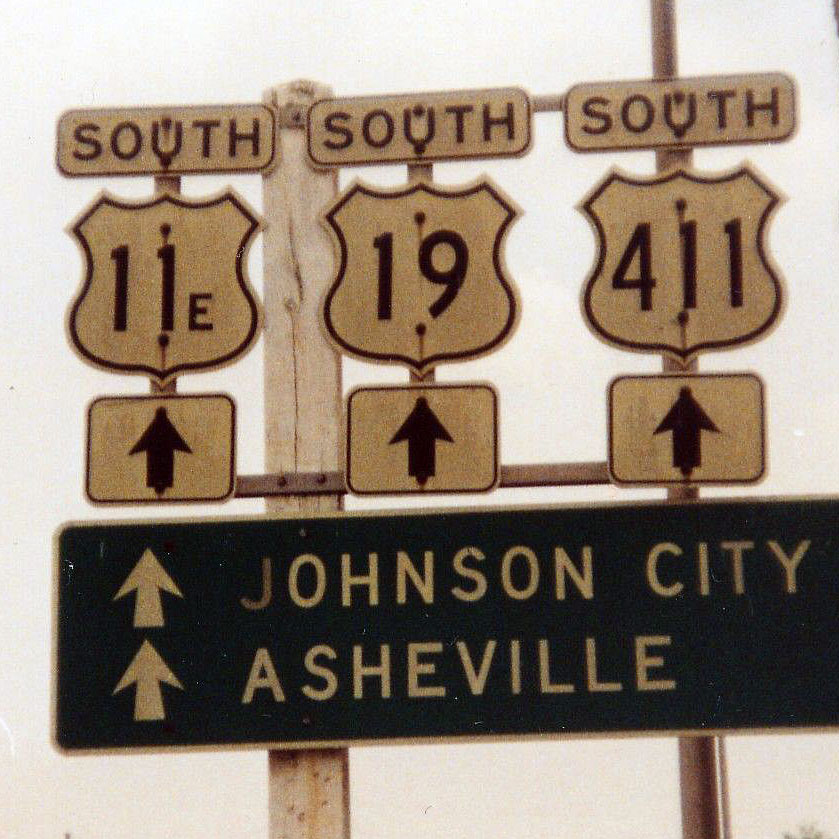 SOUTH SOUTH SOUTH
11E 19 411
JOHNSON CITY
ASHEVILLE